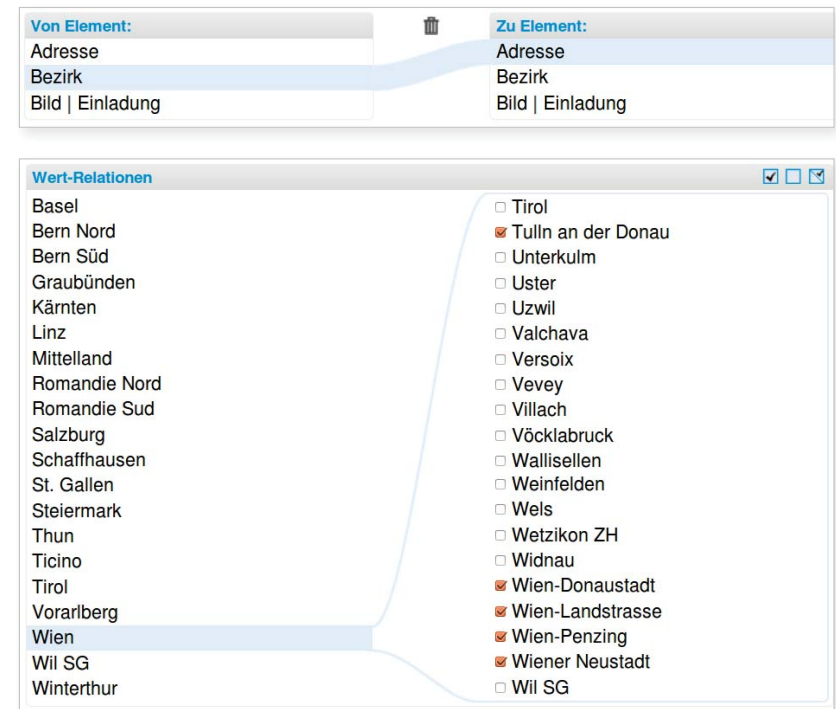 Von Element:
Zu Element:
Adresse
Adresse
Bezirk
Bezirk
Bild | Einladung
Bild | Einladung
Wert-Relationen
Basel
Bern Nord
Bern Süd
Graubünden
Kärnten
Linz
Mittelland
Romandie Nord
Romandie Sud
Salzburg
Schaffhausen
St. Gallen
Steiermark
Thun
Ticino
Tirol
Vorarlberg
Wien
Wil SG
Winterthur
Tirol
Tulln an der Donau
Unterkulm
Uster
Uzwil
Valchava
Versoix
Vevey
Villach
Vöcklabruck
Wallisellen
Weinfelden
Wels
Wetzikon ZH
Widnau
Wien-Donaustadt
Wien-Landstrasse
Wien-Penzing
Wiener Neustadt
Wil SG